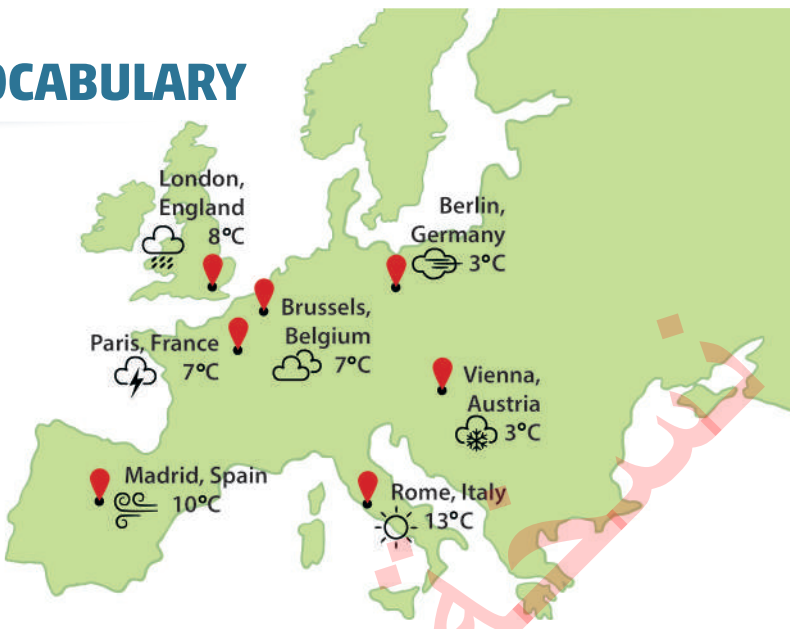 OCABULARY
London,
England
8°C
Berlin,
Germany
3°C
Brussels,
Belgium
7°C
Paris, France
7°C
Vienna,
Austria
3°C
Madrid, Spain
10°C
Rome, Italy
13°C